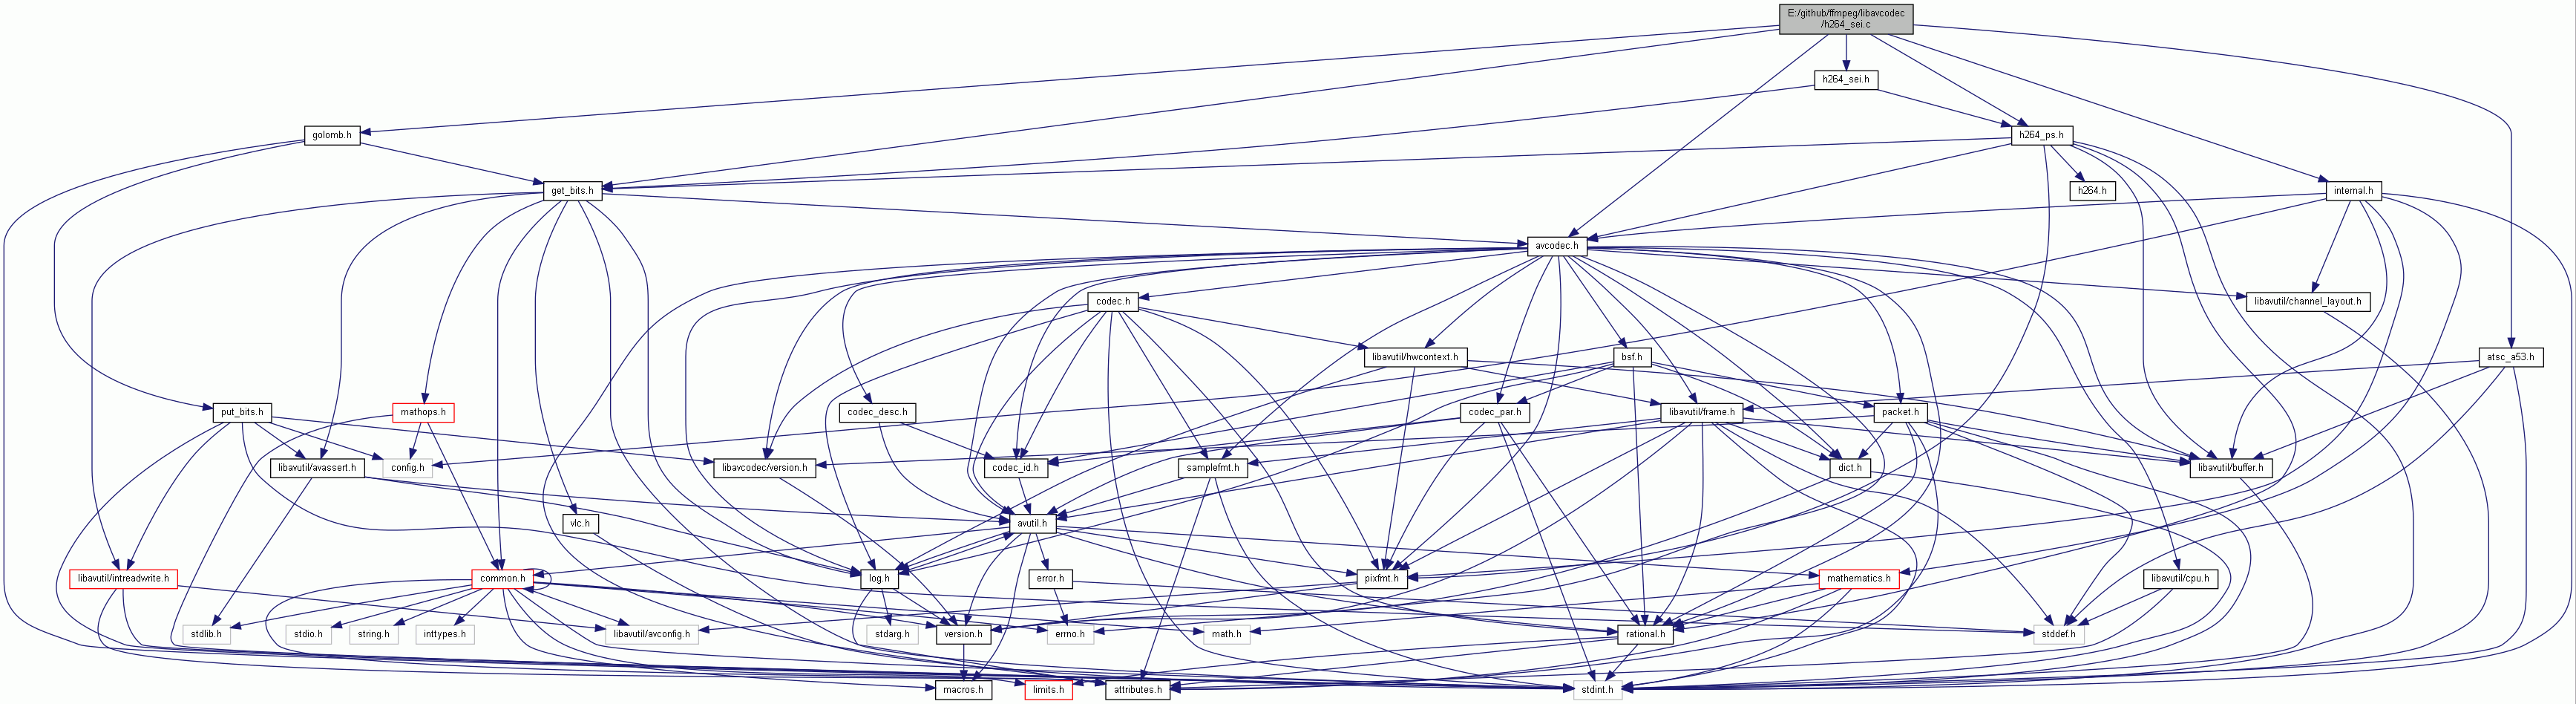 E:/github/ffmpeg/libavcodec
/h264_sei.c
h264_sei.h
golomb.h
h264_ps.h
get_bits.h
h264.h
internal.h
avcodec.h
codec.h
libavutil/channel_layout.h
libavutil/hwcontext.h
bsf.h
atsc_a53.h
put_bits.h
mathops.h
codec_desc.h
codec_par.h
libavutil/frame.h
packet.h
libavutil/avassert.h
config.h
libavcodec/version.h
codec_id.h
samplefmt.h
dict.h
libavutil/buffer.h
vlc.h
avutil.h
libavutil/intreadwrite.h
common.h
log.h
error.h
pixfmt.h
mathematics.h
libavutil/cpu.h
stdlib.h
stdio.h
string.h
inttypes.h
libavutil/avconfig.h
stdarg.h
version.h
errno.h
math.h
rational.h
stddef.h
macros.h
limits.h
attributes.h
stdint.h